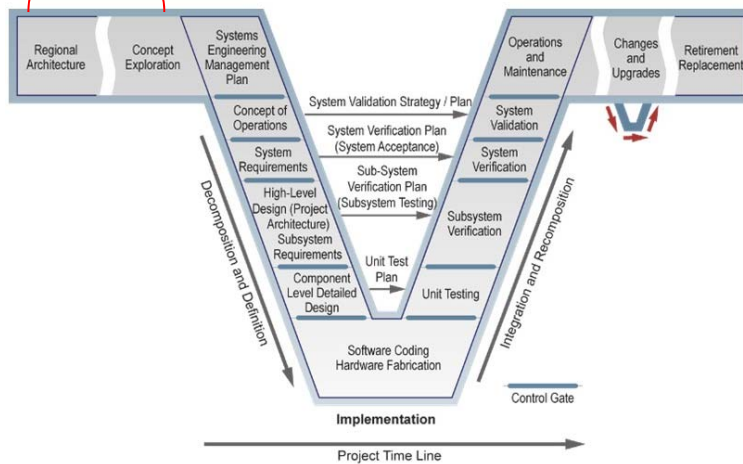 Regional
Architecture
Concept
Exploration
Systems
Engineering
Management
Plan
Operations
and
Maintenance
Changes
and
Upgrades
Retirement
Replacement
Concept of
Operations
System Validation Strategy / Plan
System
Validation
System Verification Plan
(System Acceptance)
System
Requirements
System
Verification
Sub-System
Verification Plan
(Subsystem Testing)
High-Level
Design (Project
Architecture)
Subsystem
Requirements
Subsystem
Verification
Unit Test
Plan
Component
Level Detailed
Design
Unit Testing
Decomposition and Definition
Integration and Recomposition
Software Coding
Hardware Fabrication
Control Gate
Implementation
Project Time Line